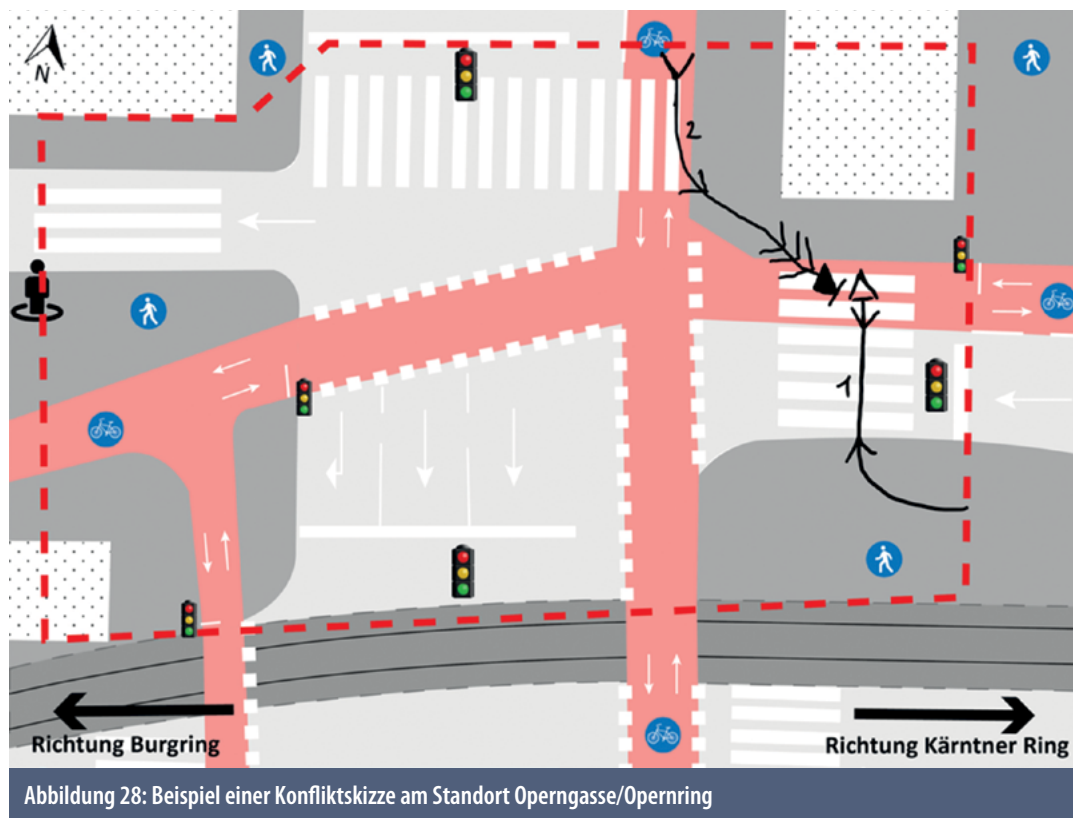 N
2
1
Richtung Burgring
Richtung Kärntner Ring
Abbildung 28: Beispiel einer Konfliktskizze am Standort Operngasse/Opernring